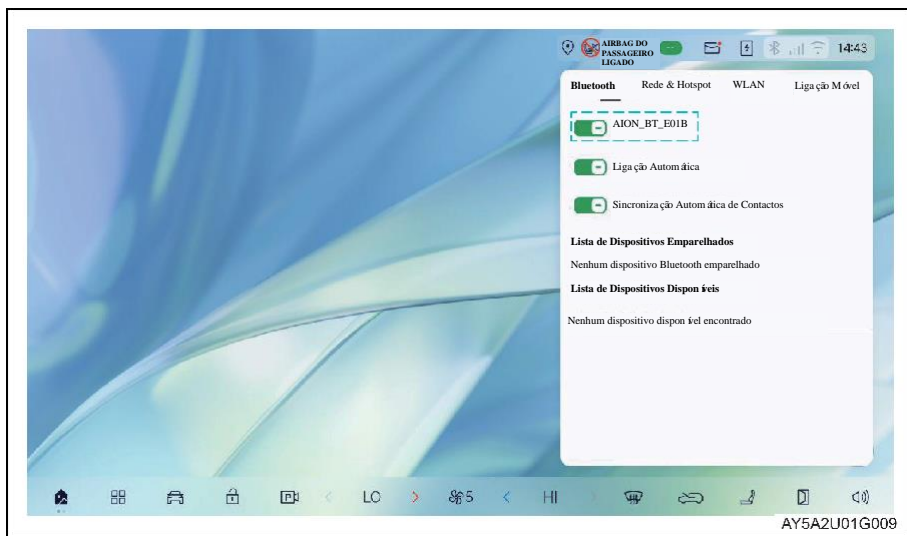 AIRBAG DO
PASSAGEIRO
LIGADO
14:43
Bluetooth Rede & Hotspot WLAN Ligação Móvel
AION_BT_E01B
Ligação Automática
Sincronização Automática de Contactos
Lista de Dispositivos Emparelhados
Nenhum dispositivo Bluetooth emparelhado
Lista de Dispositivos Disponíveis
Nenhum dispositivo disponível encontrado
P LO 5 HI
AY5A2U01G009